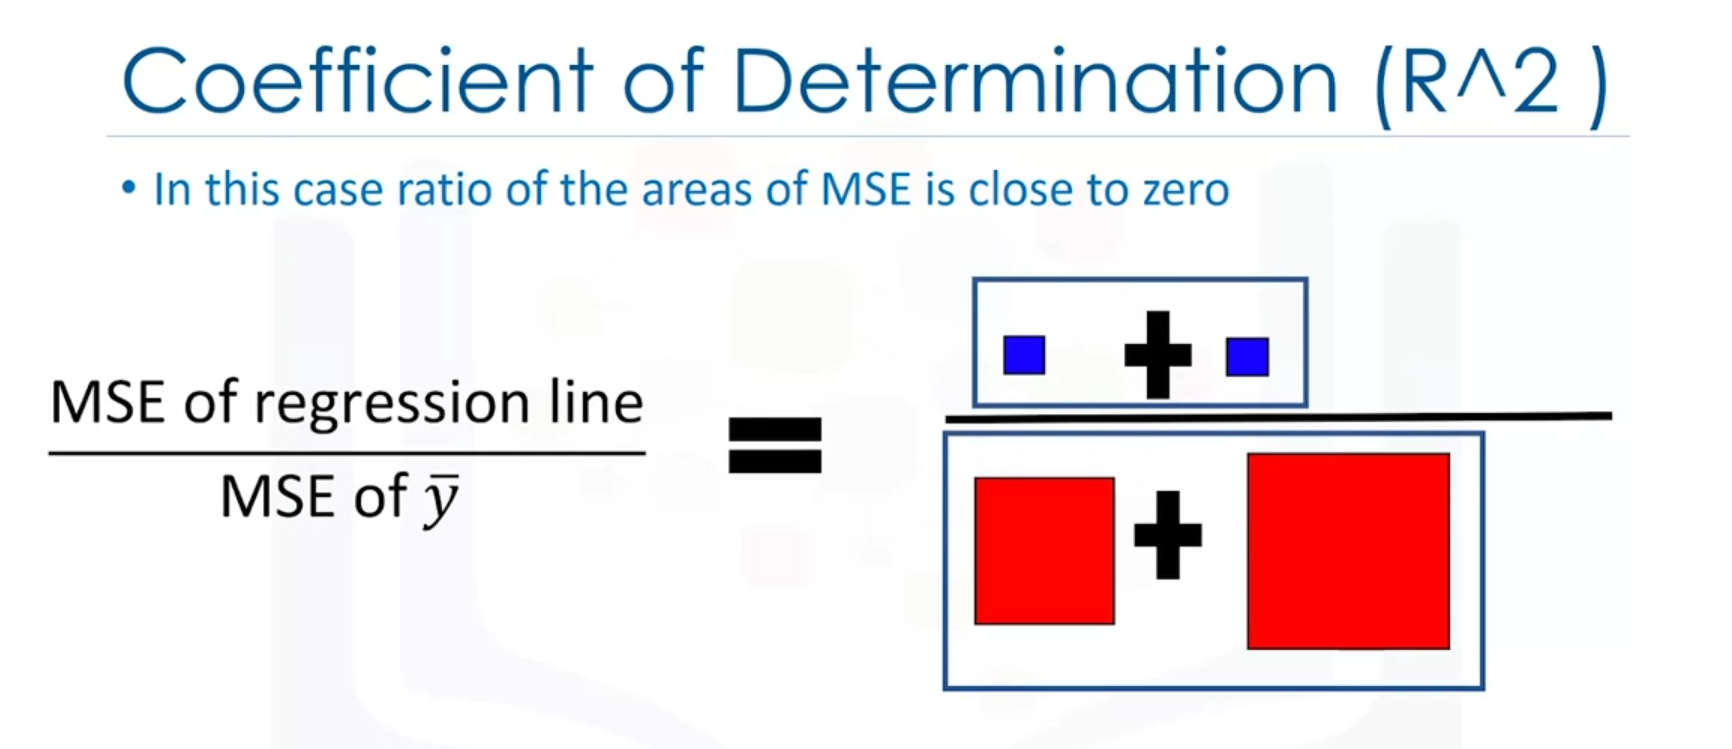 Coefficient of Determination (R^2 )
• In this case ratio of the areas of MSE is close to zero
MSE of regression line
MSE of ȳ
=
+
+